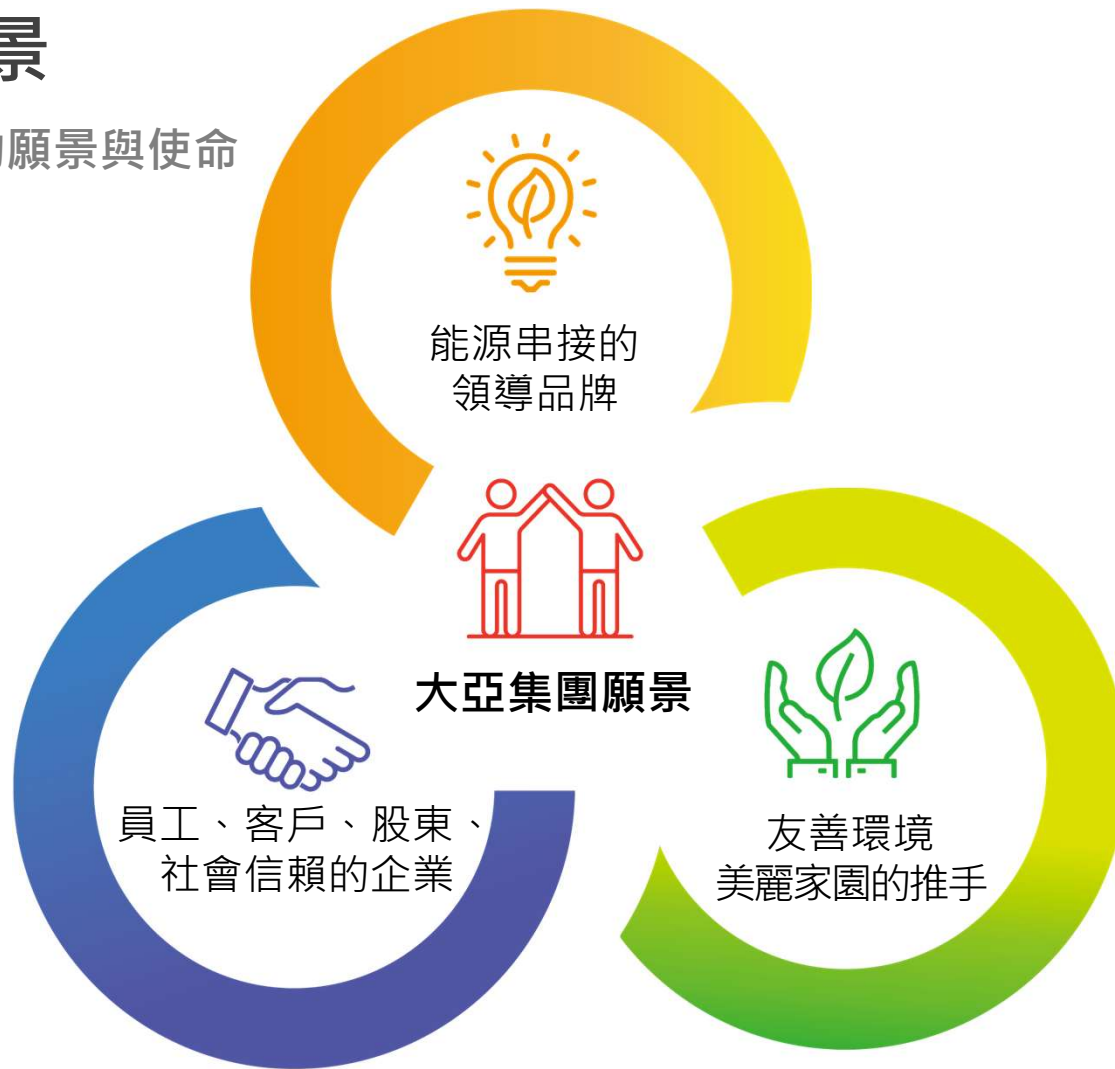 景
願景與使命
能源串接的
領導品牌
大亞集團願景
員工、客戶、股東、
社會信賴的企業
友善環境
美麗家園的推手